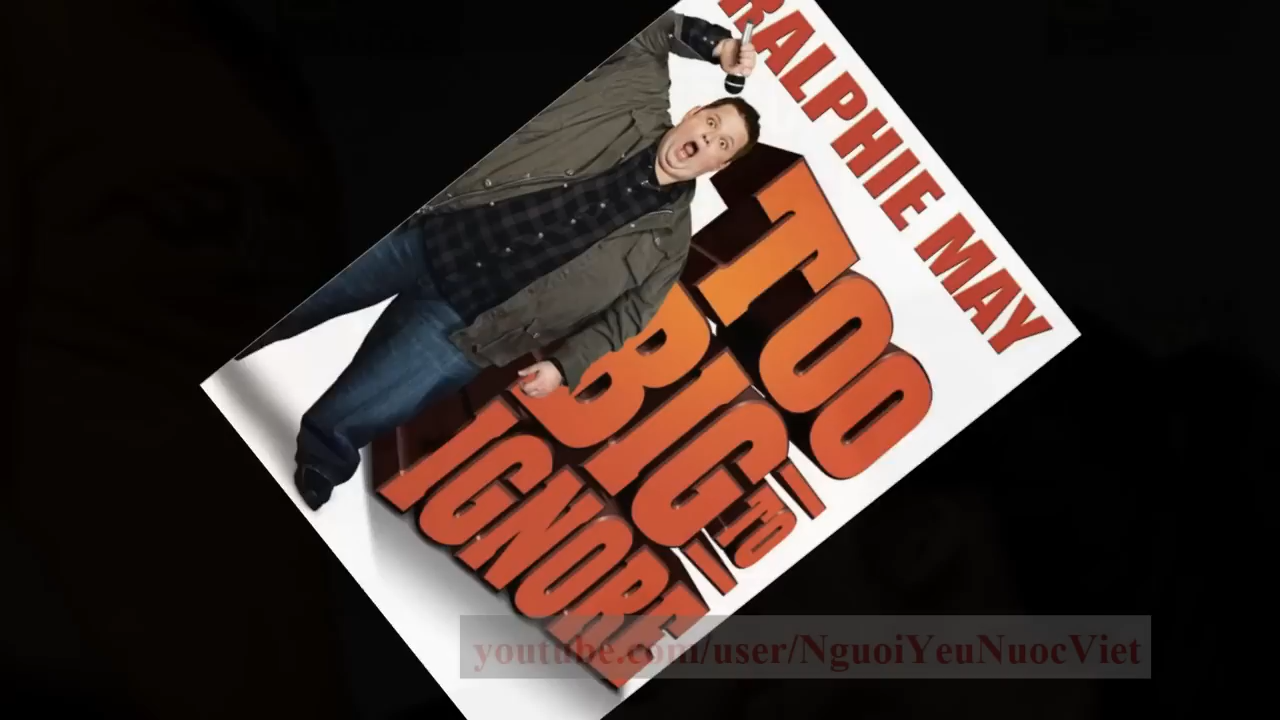 RALPHIE MAY
TOO
BIG
TO
IGNORE
youtube.com/user/NguoiYeuNuocViet